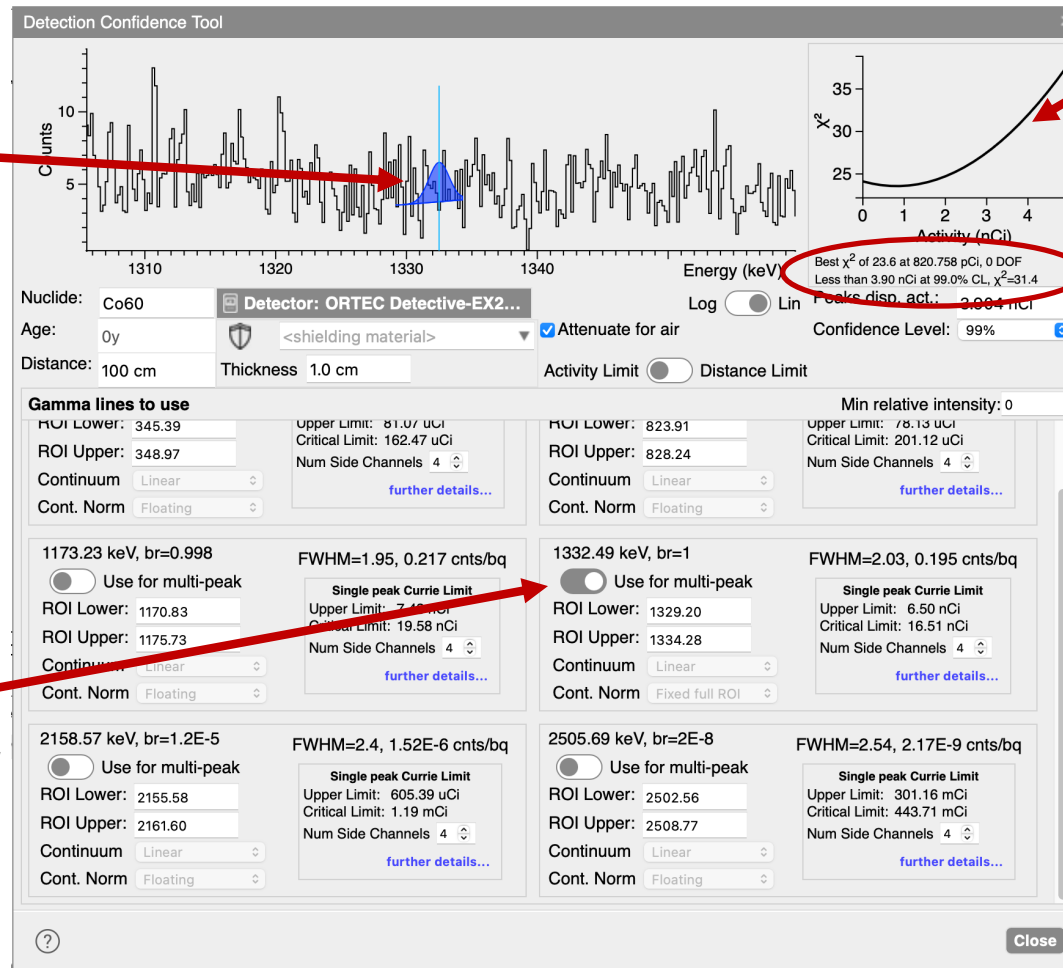 Detection Confidence Tool
10
5
Counts
1310
1320
1330
1340
Energy (keV)
35
30
25
χ²
0
1
2
3
4
Activity (nCi)
Best χ² of 23.6 at 820.758 pCi, 0 DOF
Less than 3.90 nCi at 99.0% CL, χ²=31.4
Nuclide: Co60
Detector: ORTEC Detective-EX2...
Log Lin
Peaks disp. act.: 3.904 nCi
Age: 0y
<shielding material>
Attenuate for air
Confidence Level: 99%
Distance: 100 cm
Thickness 1.0 cm
Activity Limit Distance Limit
Gamma lines to use
Min relative intensity: 0
ROI Lower: 345.39
ROI Upper: 348.97
Continuum Linear
Cont. Norm Floating
Upper Limit: 81.07 uCi
Critical Limit: 162.47 uCi
Num Side Channels 4
further details...
ROI Lower: 823.91
ROI Upper: 828.24
Continuum Linear
Cont. Norm Floating
Upper Limit: 78.13 uCi
Critical Limit: 201.12 uCi
Num Side Channels 4
further details...
1173.23 keV, br=0.998
FWHM=1.95, 0.217 cnts/bq
Use for multi-peak
ROI Lower: 1170.83
ROI Upper: 1175.73
Continuum Linear
Cont. Norm Floating
Single peak Currie Limit
Upper Limit: nCi
Critical Limit: 19.58 nCi
Num Side Channels 4
further details...
1332.49 keV, br=1
FWHM=2.03, 0.195 cnts/bq
Use for multi-peak
ROI Lower: 1329.20
ROI Upper: 1334.28
Continuum Linear
Cont. Norm Fixed full ROI
Single peak Currie Limit
Upper Limit: 6.50 nCi
Critical Limit: 16.51 nCi
Num Side Channels 4
further details...
2158.57 keV, br=1.2E-5
FWHM=2.4, 1.52E-6 cnts/bq
Use for multi-peak
ROI Lower: 2155.58
ROI Upper: 2161.60
Continuum Linear
Cont. Norm Floating
Single peak Currie Limit
Upper Limit: 605.39 uCi
Critical Limit: 1.19 mCi
Num Side Channels 4
further details...
2505.69 keV, br=2E-8
FWHM=2.54, 2.17E-9 cnts/bq
Use for multi-peak
ROI Lower: 2502.56
ROI Upper: 2508.77
Continuum Linear
Cont. Norm Floating
Single peak Currie Limit
Upper Limit: 301.16 mCi
Critical Limit: 443.71 mCi
Num Side Channels 4
further details...
?
Close